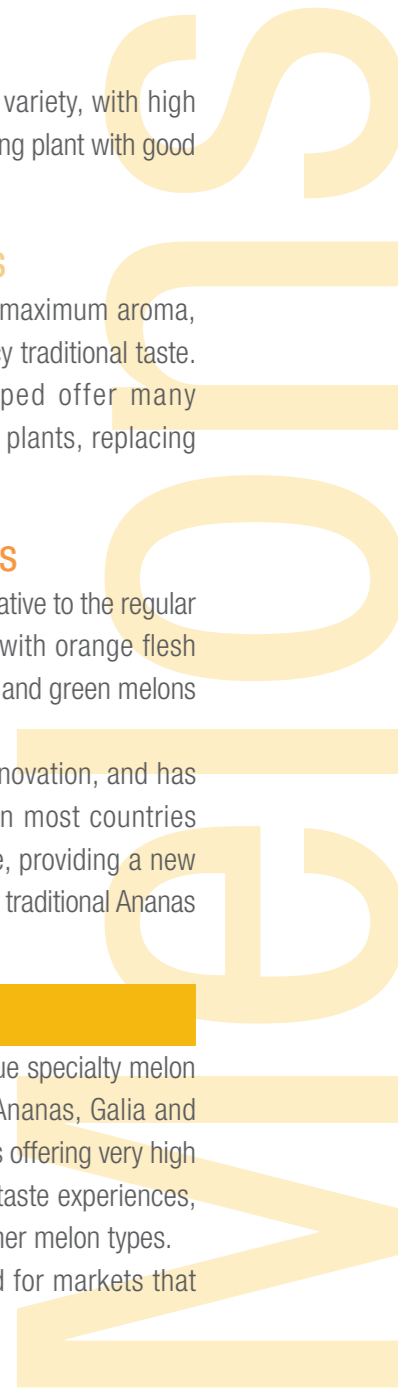 variety, with high
ng plant with good
s
maximum aroma,
y traditional taste.
ped offer many
plants, replacing
s
ative to the regular
with orange flesh
and green melons
novation, and has
n most countries
e, providing a new
traditional Ananas
ue specialty melon
Ananas, Galia and
s offering very high
taste experiences,
her melon types.
d for markets that
Melons